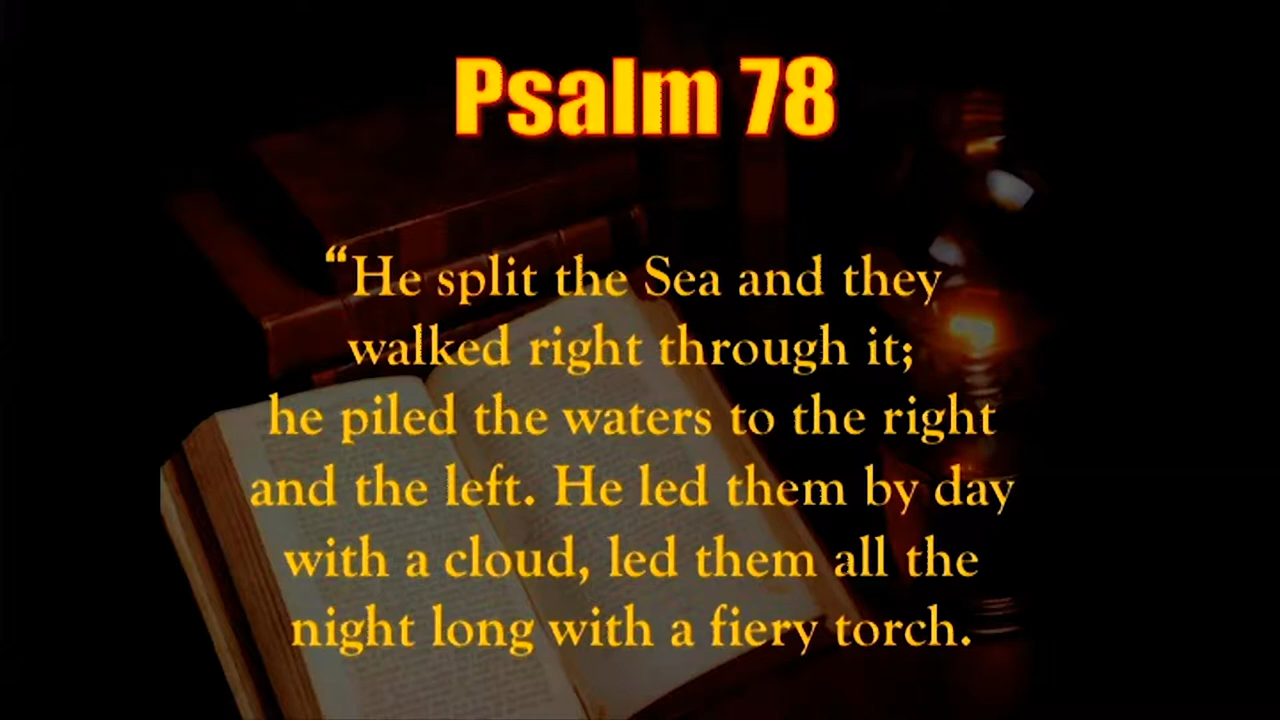 Psalm 78
“He split the Sea and they
walked right through it;
he piled the waters to the right
and the left. He led them by day
with a cloud, led them all the
night long with a fiery torch.